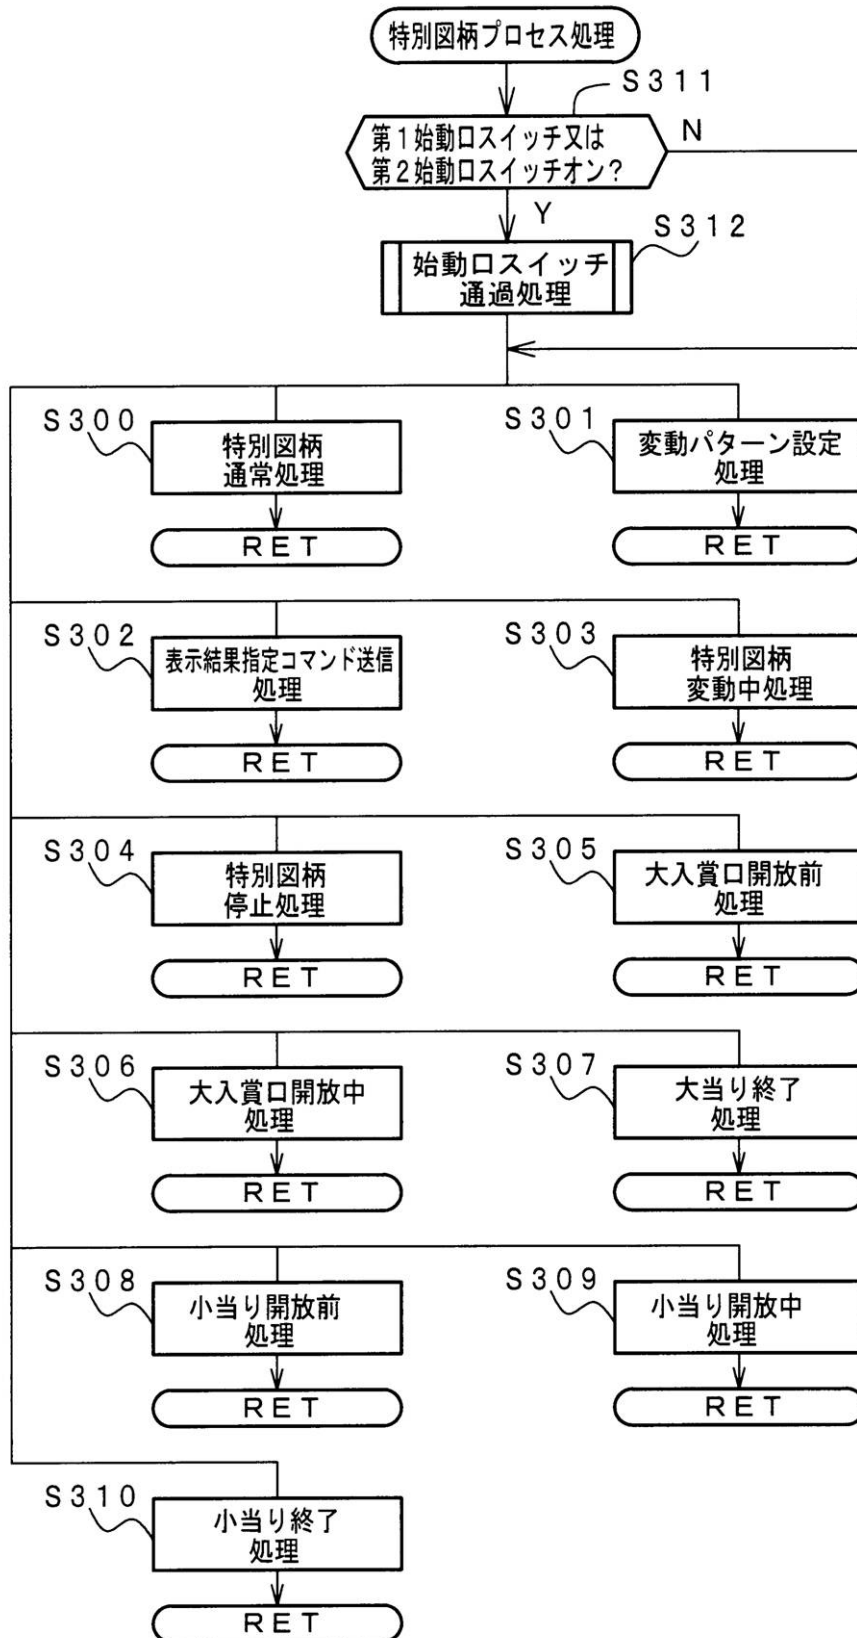 特別図柄プロセス処理
S311
第1始動口スイッチ又は
第2始動口スイッチオン?
N
Y
S312
始動口スイッチ
通過処理
S300
特別図柄
通常処理
RET
S301
変動パターン設定
処理
RET
S302
表示結果指定コマンド送信
処理
RET
S303
特別図柄
変動中処理
RET
S304
特別図柄
停止処理
RET
S305
大入賞口開放前
処理
RET
S306
大入賞口開放中
処理
RET
S307
大当り終了
処理
RET
S308
小当り開放前
処理
RET
S309
小当り開放中
処理
RET
S310
小当り終了
処理
RET